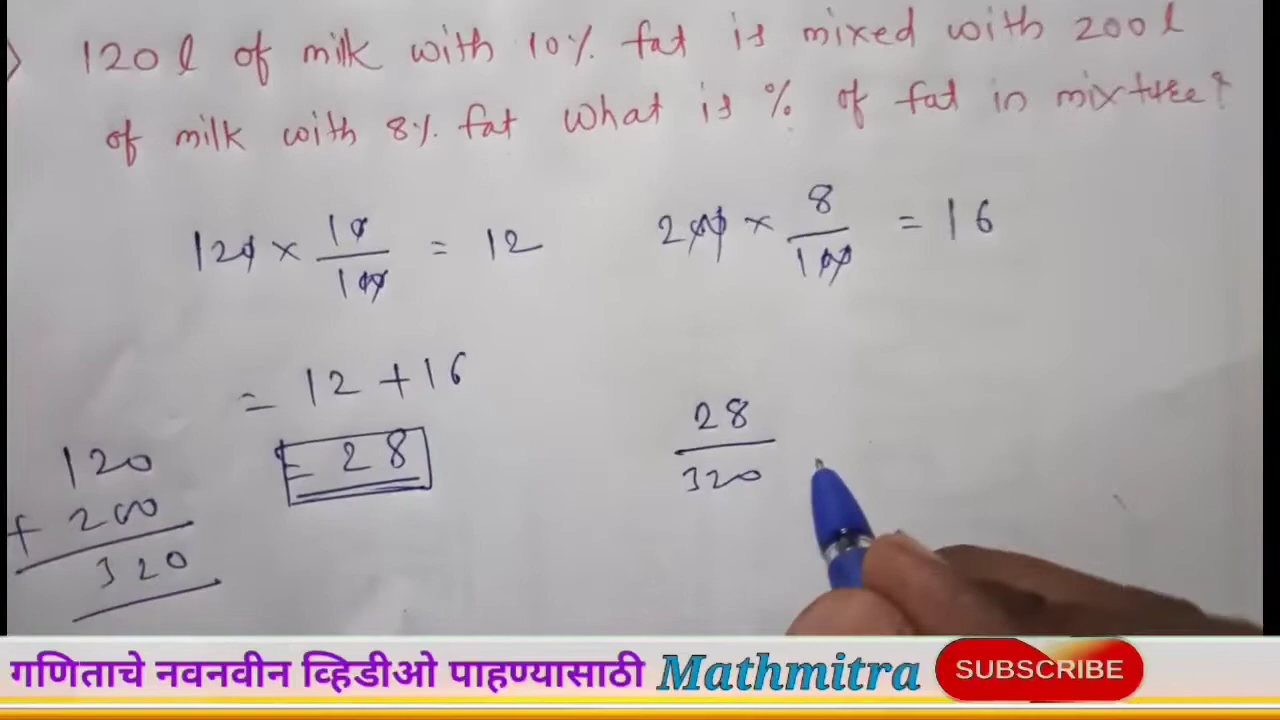 ) 120 l of milk with 10% fat is mixed with 200 l
of milk with 8% fat what is % of fat in mixture?
120 × 10/100 = 12
200 × 8/100 = 16
= 12 + 16
= 28
120
+ 200
320
28/320
गणिताचे नवनवीन व्हिडीओ पाहण्यासाठी Mathmitra SUBSCRIBE